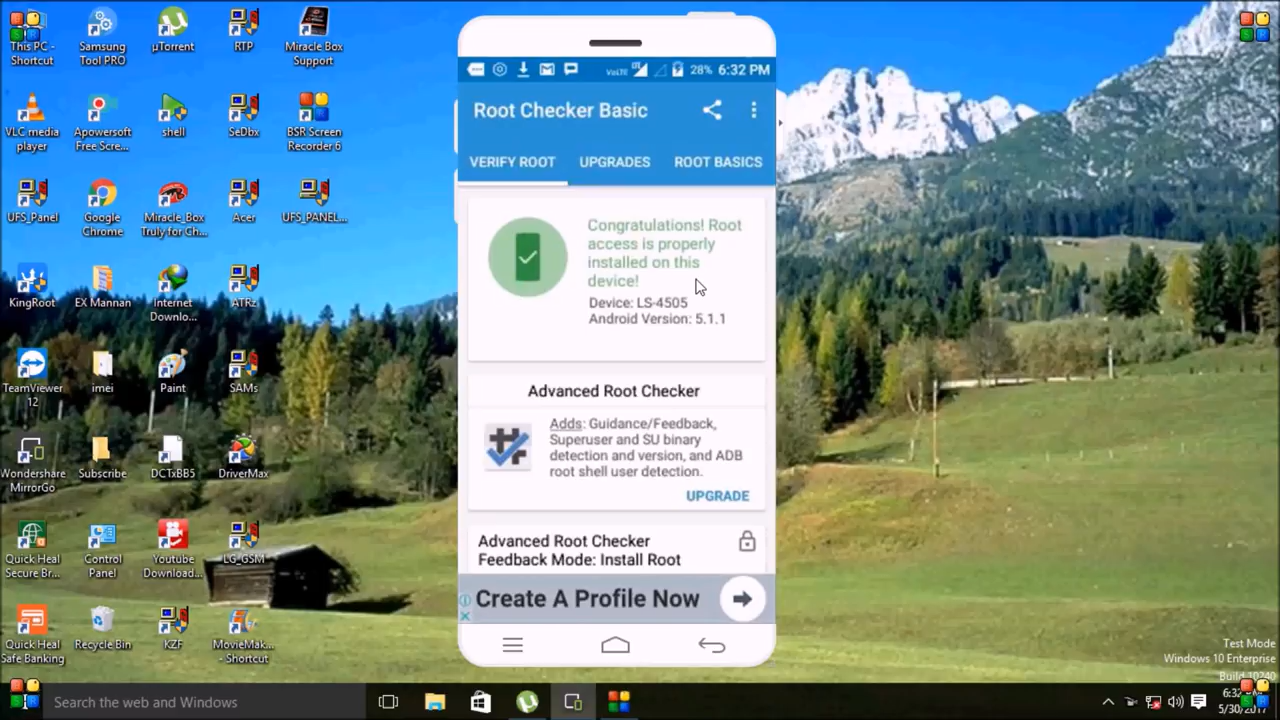 This PC -
Shortcut
Samsung
Tool PRO
µTorrent
RTP
Miracle Box
Support
VLC media
player
Apowersoft
Free Scre...
shell
SeDbx
BSR Screen
Recorder 6
UFS_Panel
Google
Chrome
Miracle_Box
Truly for Ch...
Acer
UFS_PANEL...
KingRoot
EX Mannan
Internet
Downlo...
ATRz
TeamViewer
12
imei
Paint
SAMs
Wondershare
MirrorGo
Subscribe
DCTxBB5
DriverMax
Quick Heal
Secure Br...
Control
Panel
Youtube
Download...
LG_GSM
Quick Heal
Safe Banking
Recycle Bin
KZF
MovieMak...
- Shortcut
VoLTE 28% 6:32 PM
Root Checker Basic
VERIFY ROOT UPGRADES ROOT BASICS
Congratulations! Root
access is properly
installed on this
device!
Device: LS-4505
Android Version: 5.1.1
Advanced Root Checker
Adds: Guidance/Feedback,
Superuser and SU binary
detection and version, and ADB
root shell user detection.
UPGRADE
Advanced Root Checker
Feedback Mode: Install Root
Create A Profile Now
Test Mode
Windows 10 Enterprise
Build 10240
Search the web and Windows
5/30/2017